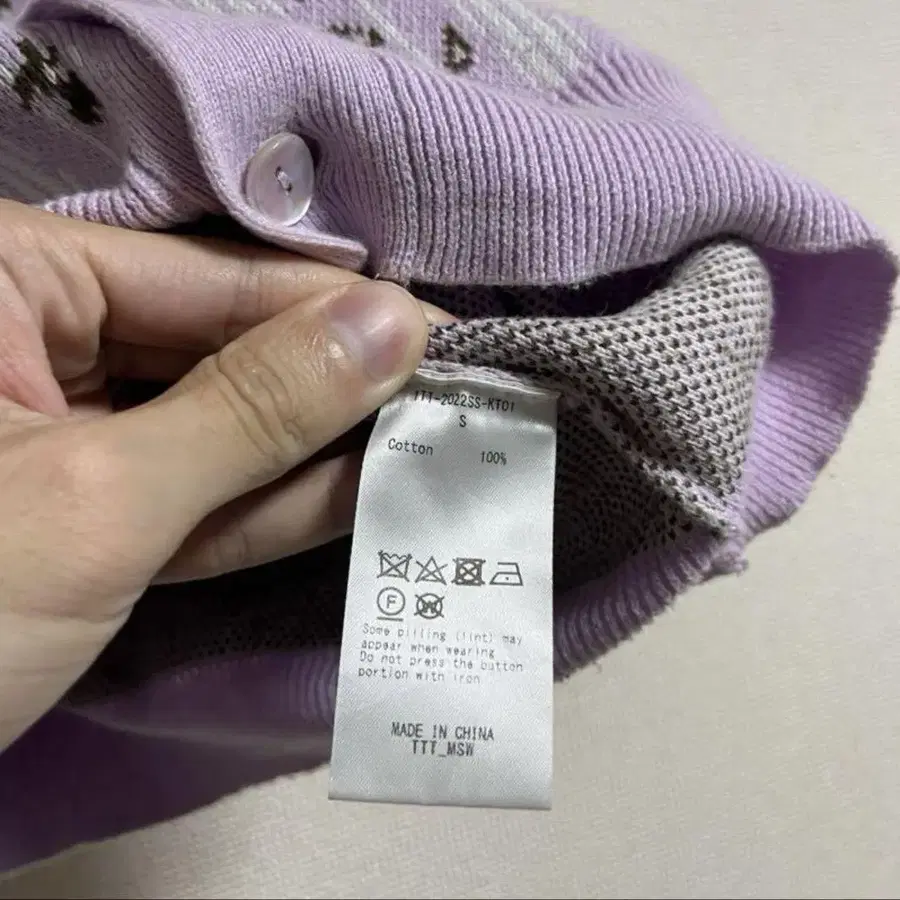 TTT-2022SS-KT01
S
Cotton 100%
F
W
Some pilling (lint) may
appear when wearing
Do not press the button
portion with iron
MADE IN CHINA
TTT_MSW